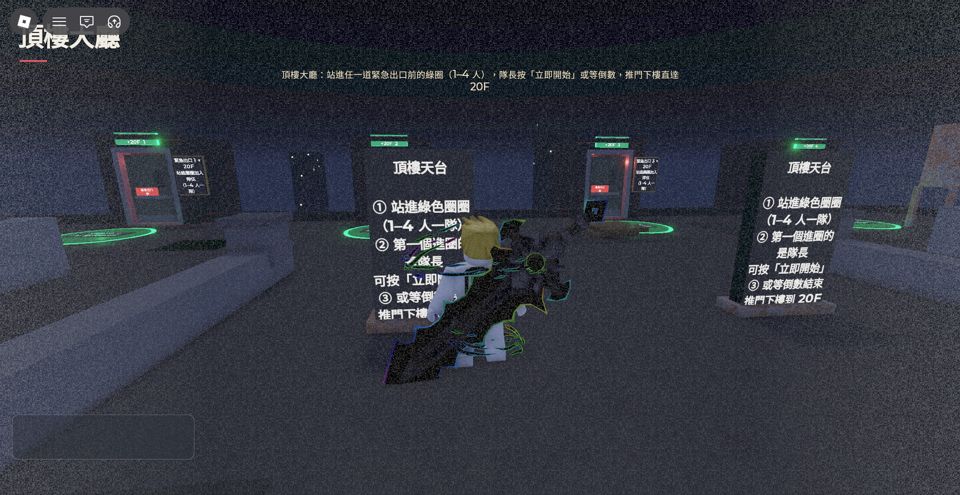 頂樓大廳
頂樓大廳：站進任一道緊急出口前的綠圈（1–4 人），隊長按「立即開始」或等倒數，推門下樓直達
20F
頂樓天台
① 站進綠色圈圈
（1–4 人一隊）
② 第一個進圈的
是隊長
可按「立即
③ 或等倒
推門下樓
頂樓天台
① 站進綠色圈圈
（1–4 人一隊）
② 第一個進圈的
是隊長
可按「立即開始」
③ 或等倒數結束
推門下樓到 20F